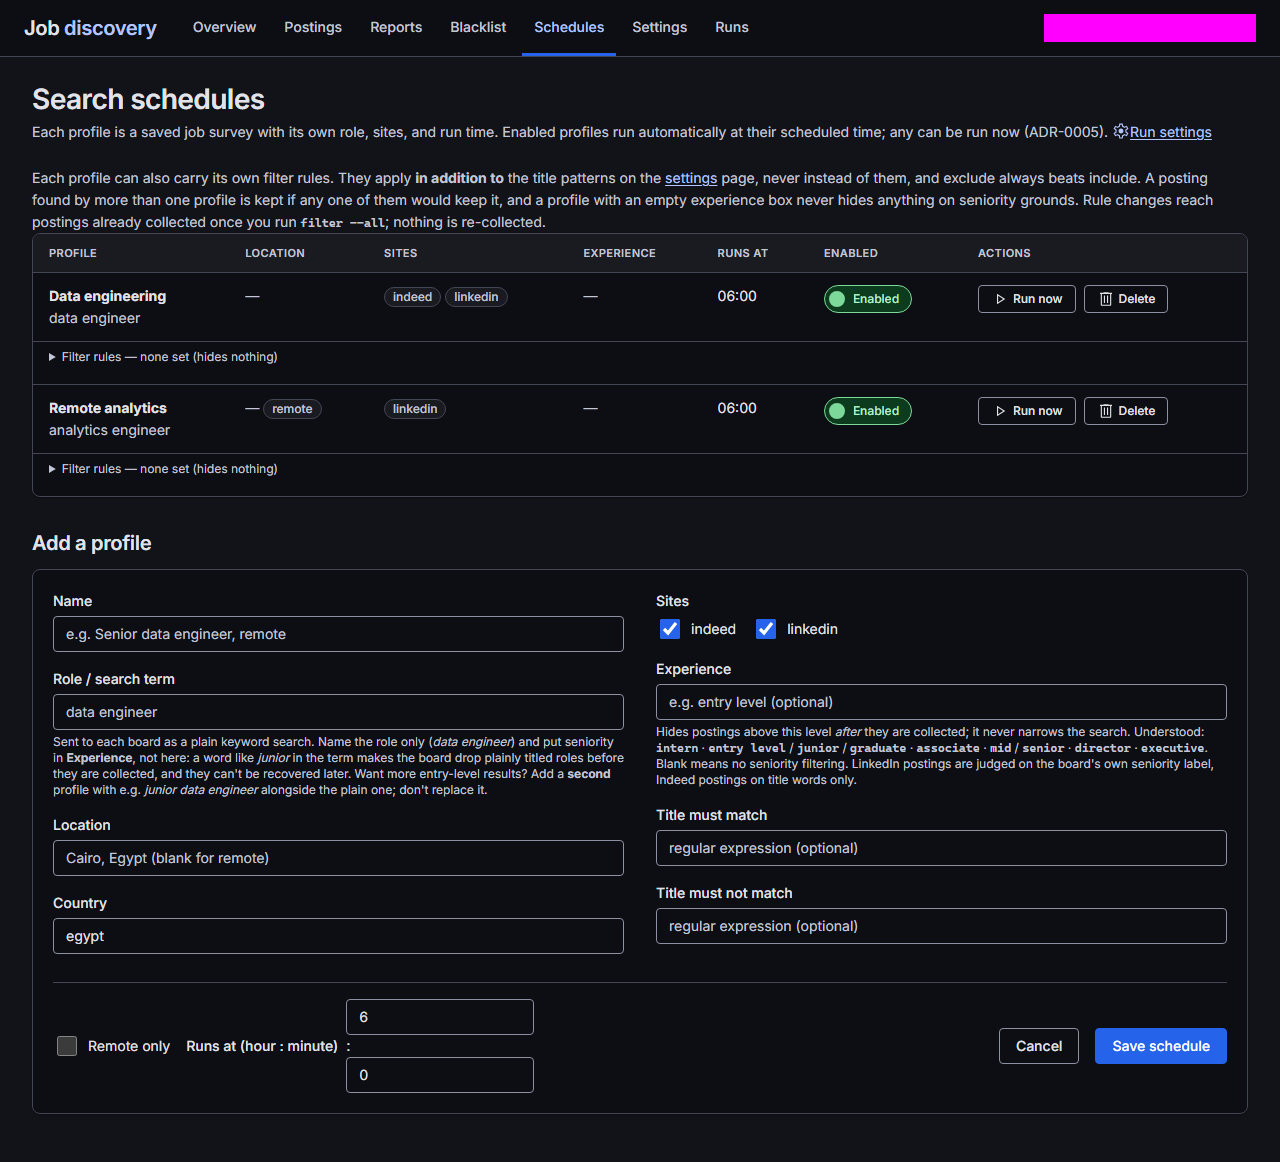 Job discovery
Overview
Postings
Reports
Blacklist
Schedules
Settings
Runs
Search schedules
Each profile is a saved job survey with its own role, sites, and run time. Enabled profiles run automatically at their scheduled time; any can be run now (ADR-0005). Run settings
Each profile can also carry its own filter rules. They apply in addition to the title patterns on the settings page, never instead of them, and exclude always beats include. A posting
found by more than one profile is kept if any one of them would keep it, and a profile with an empty experience box never hides anything on seniority grounds. Rule changes reach
postings already collected once you run filter --all; nothing is re-collected.
PROFILE LOCATION SITES EXPERIENCE RUNS AT ENABLED ACTIONS
Data engineering — indeed linkedin — 06:00 Enabled Run now Delete
data engineer
Filter rules — none set (hides nothing)
Remote analytics — remote linkedin — 06:00 Enabled Run now Delete
analytics engineer
Filter rules — none set (hides nothing)
Add a profile
Name
e.g. Senior data engineer, remote
Role / search term
data engineer
Sent to each board as a plain keyword search. Name the role only (data engineer) and put seniority
in Experience, not here: a word like junior in the term makes the board drop plainly titled roles before
they are collected, and they can't be recovered later. Want more entry-level results? Add a second
profile with e.g. junior data engineer alongside the plain one; don't replace it.
Location
Cairo, Egypt (blank for remote)
Country
egypt
Sites
indeed linkedin
Experience
e.g. entry level (optional)
Hides postings above this level after they are collected; it never narrows the search. Understood:
intern · entry level / junior / graduate · associate · mid / senior · director · executive.
Blank means no seniority filtering. LinkedIn postings are judged on the board's own seniority label,
Indeed postings on title words only.
Title must match
regular expression (optional)
Title must not match
regular expression (optional)
Remote only
Runs at (hour : minute)
6
:
0
Cancel
Save schedule